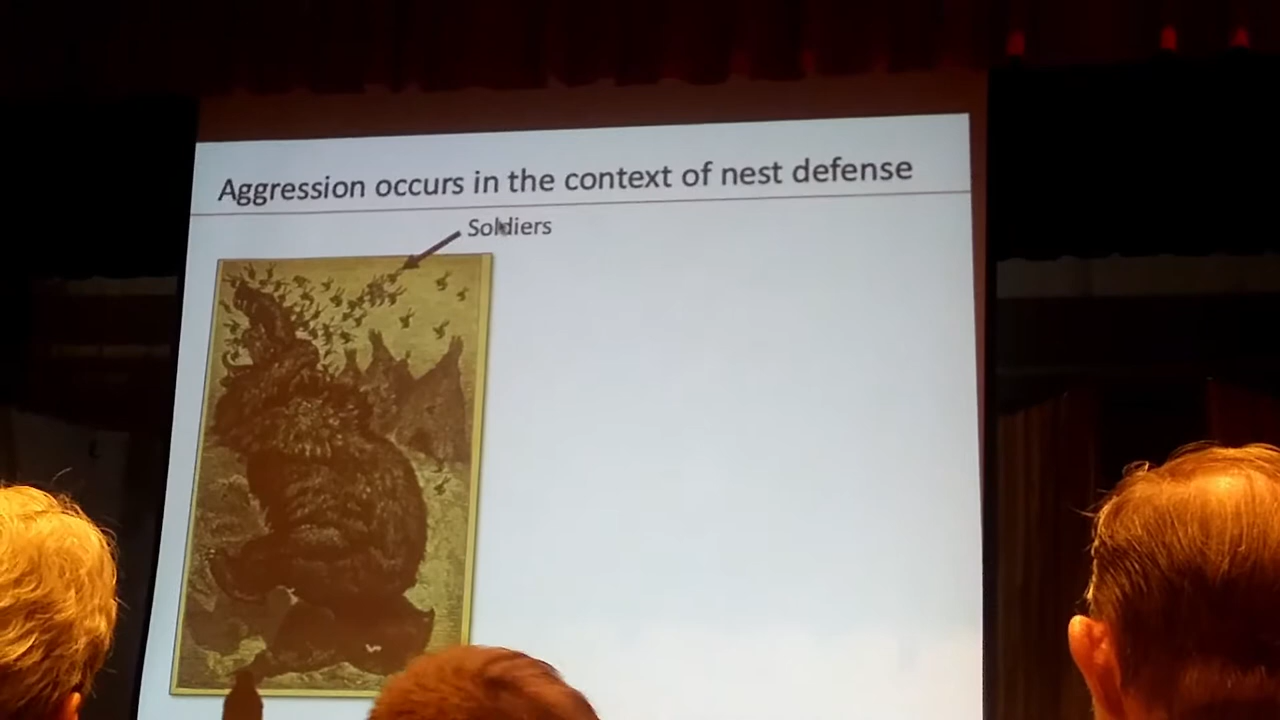 Aggression occurs in the context of nest defense
Soldiers